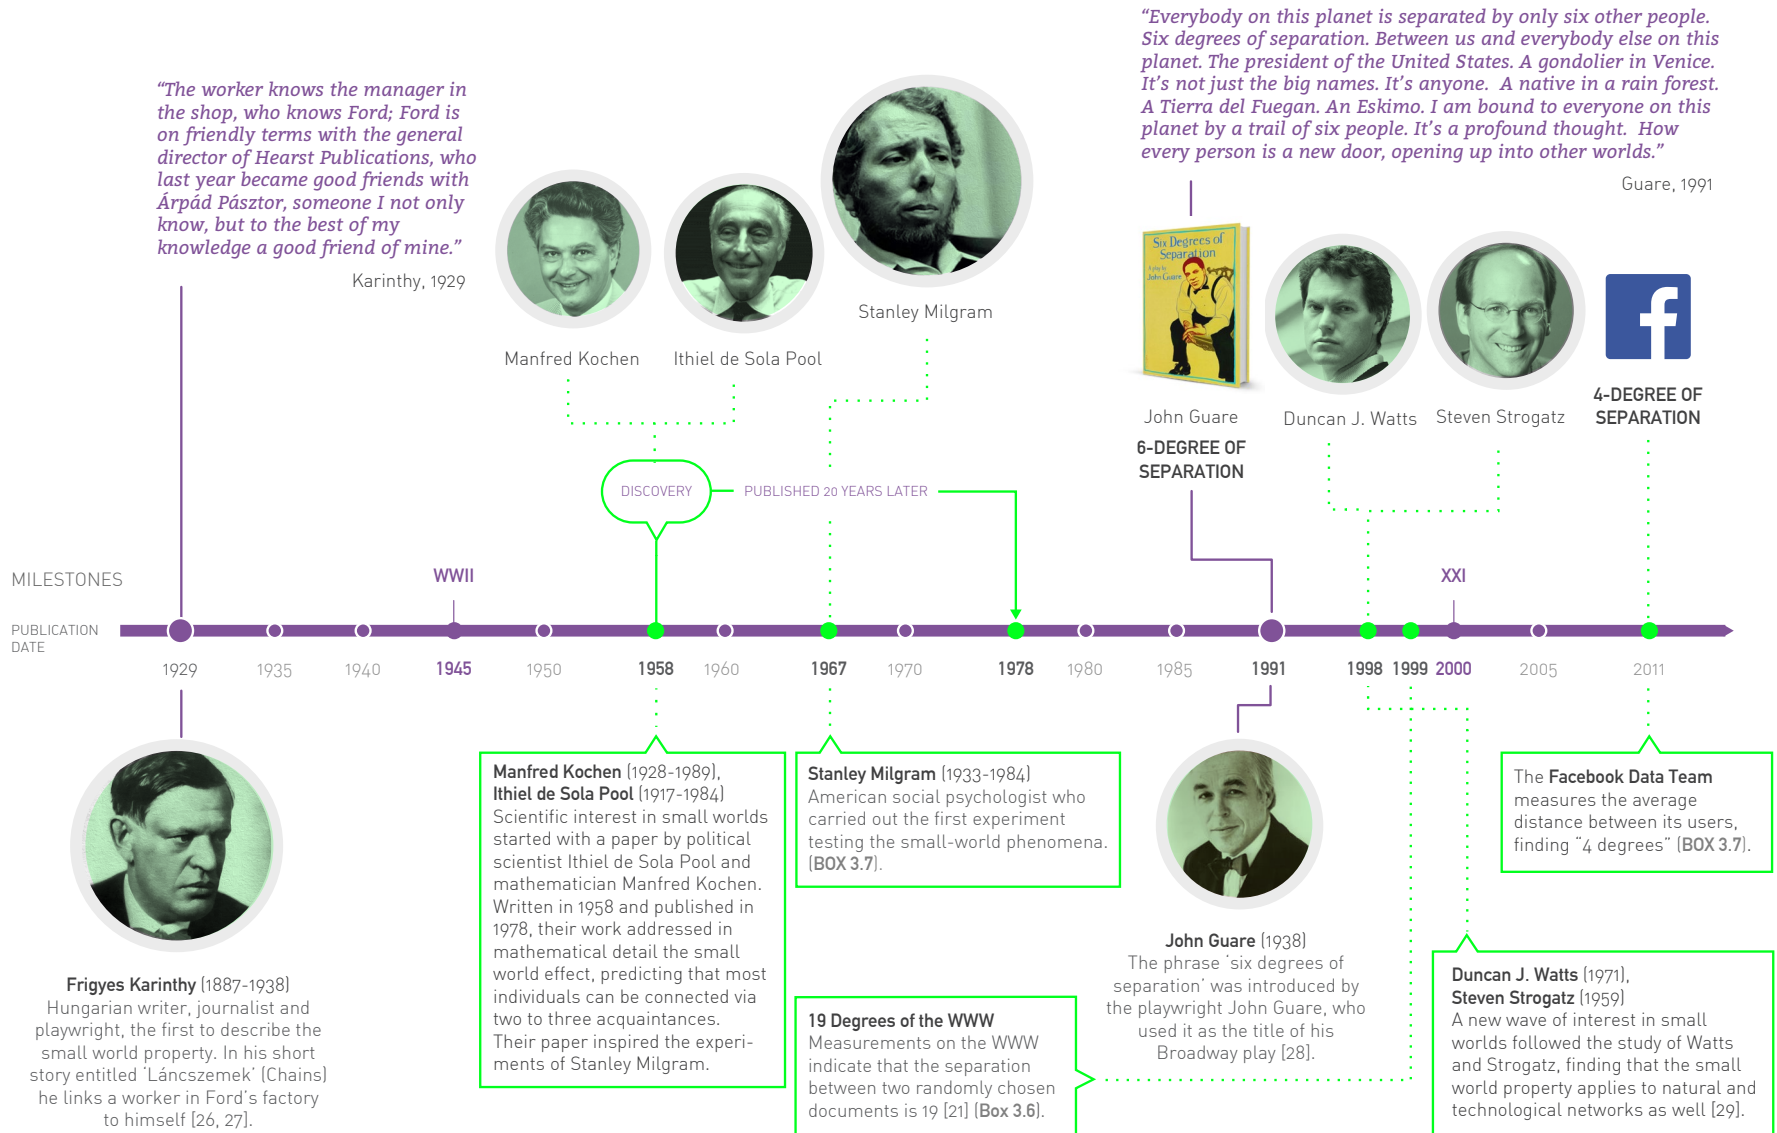 “Everybody on this planet is separated by only six other people.
Six degrees of separation. Between us and everybody else on this
planet. The president of the United States. A gondolier in Venice.
It’s not just the big names. It’s anyone.  A native in a rain forest.
A Tierra del Fuegan. An Eskimo. I am bound to everyone on this
planet by a trail of six people. It’s a profound thought.  How
every person is a new door, opening up into other worlds.”
Guare, 1991
“The worker knows the manager in
the shop, who knows Ford; Ford is
on friendly terms with the general
director of Hearst Publications, who
last year became good friends with
Árpád Pásztor, someone I not only
know, but to the best of my
knowledge a good friend of mine.”
Karinthy, 1929
Manfred Kochen
Ithiel de Sola Pool
Stanley Milgram
Six Degrees of
Separation
A play by
John Guare
John Guare
6-DEGREE OF
SEPARATION
Duncan J. Watts
Steven Strogatz
f
4-DEGREE OF
SEPARATION
DISCOVERY
PUBLISHED 20 YEARS LATER
MILESTONES
WWII
XXI
PUBLICATION
DATE
1929
1935
1940
1945
1950
1958
1960
1967
1970
1978
1980
1985
1991
1998
1999
2000
2005
2011
Frigyes Karinthy (1887-1938)
Hungarian writer, journalist and
playwright, the first to describe the
small world property. In his short
story entitled ‘Láncszemek’ (Chains)
he links a worker in Ford’s factory
to himself [26, 27].
Manfred Kochen (1928-1989),
Ithiel de Sola Pool (1917-1984)
Scientific interest in small worlds
started with a paper by political
scientist Ithiel de Sola Pool and
mathematician Manfred Kochen.
Written in 1958 and published in
1978, their work addressed in
mathematical detail the small
world effect, predicting that most
individuals can be connected via
two to three acquaintances.
Their paper inspired the experi-
ments of Stanley Milgram.
Stanley Milgram (1933-1984)
American social psychologist who
carried out the first experiment
testing the small-world phenomena.
(BOX 3.7).
19 Degrees of the WWW
Measurements on the WWW
indicate that the separation
between two randomly chosen
documents is 19 [21] (Box 3.6).
John Guare (1938)
The phrase ‘six degrees of
separation’ was introduced by
the playwright John Guare, who
used it as the title of his
Broadway play [28].
Duncan J. Watts (1971),
Steven Strogatz (1959)
A new wave of interest in small
worlds followed the study of Watts
and Strogatz, finding that the small
world property applies to natural and
technological networks as well [29].
The Facebook Data Team
measures the average
distance between its users,
finding “4 degrees” (BOX 3.7).